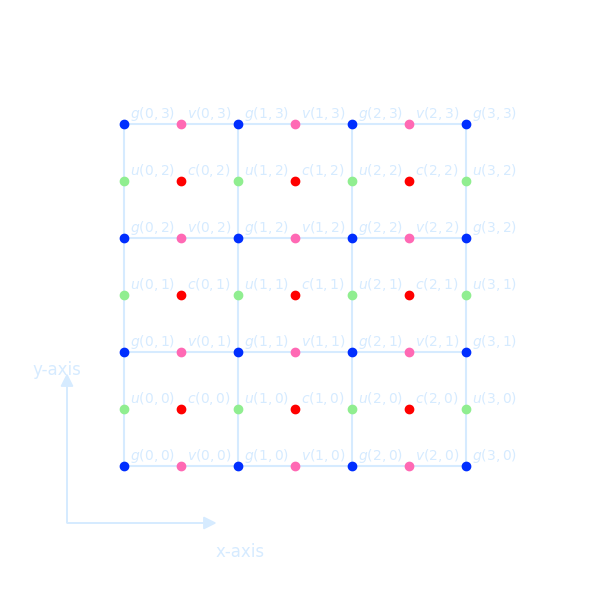 g(0, 3) v(0, 3) g(1, 3) v(1, 3) g(2, 3) v(2, 3) g(3, 3)
u(0, 2) c(0, 2) u(1, 2) c(1, 2) u(2, 2) c(2, 2) u(3, 2)
g(0, 2) v(0, 2) g(1, 2) v(1, 2) g(2, 2) v(2, 2) g(3, 2)
u(0, 1) c(0, 1) u(1, 1) c(1, 1) u(2, 1) c(2, 1) u(3, 1)
g(0, 1) v(0, 1) g(1, 1) v(1, 1) g(2, 1) v(2, 1) g(3, 1)
y-axis
u(0, 0) c(0, 0) u(1, 0) c(1, 0) u(2, 0) c(2, 0) u(3, 0)
g(0, 0) v(0, 0) g(1, 0) v(1, 0) g(2, 0) v(2, 0) g(3, 0)
x-axis